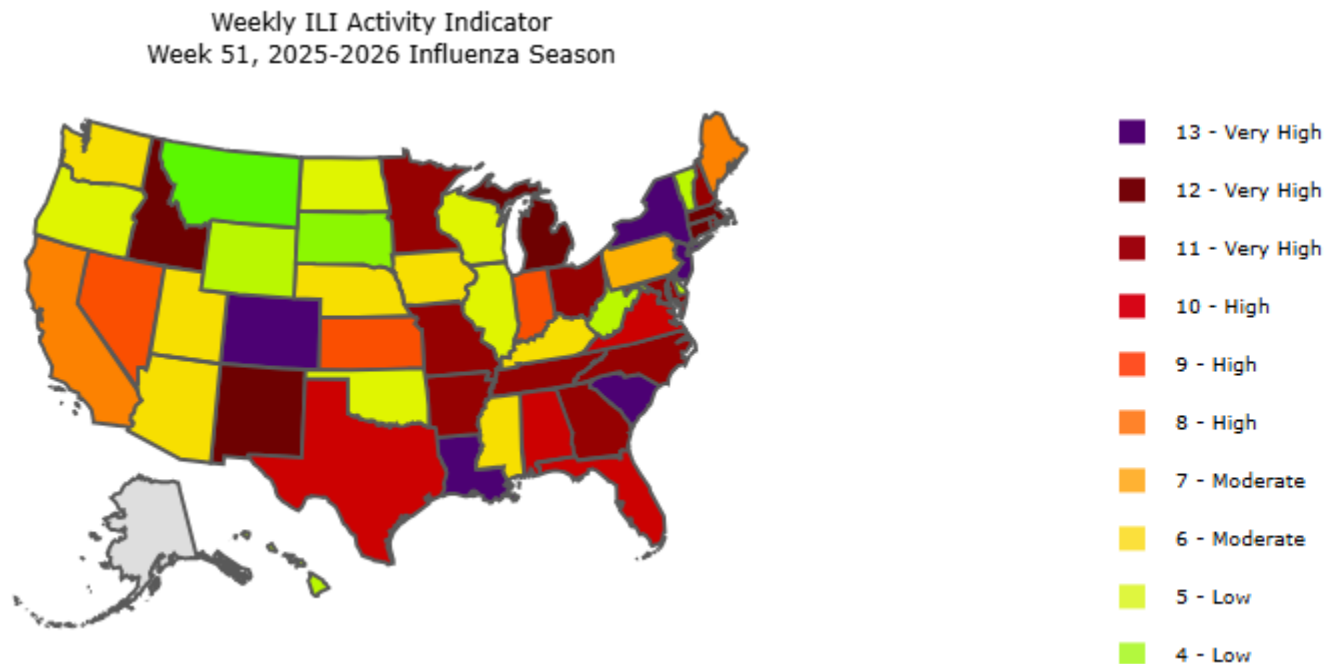 Weekly ILI Activity Indicator
Week 51, 2025-2026 Influenza Season
13 - Very High
12 - Very High
11 - Very High
10 - High
9 - High
8 - High
7 - Moderate
6 - Moderate
5 - Low
4 - Low